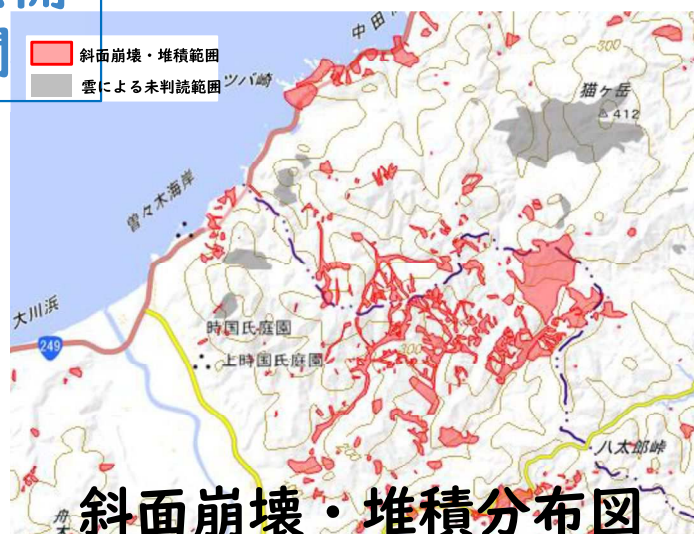 開
斜面崩壊・堆積範囲
雲による未判読範囲
中田
ツバ崎
300
猫ヶ岳
412
曽々木海岸
大川浜
249
時国氏庭園
上時国氏庭園
300
八太郎峠
舟
斜面崩壊・堆積分布図